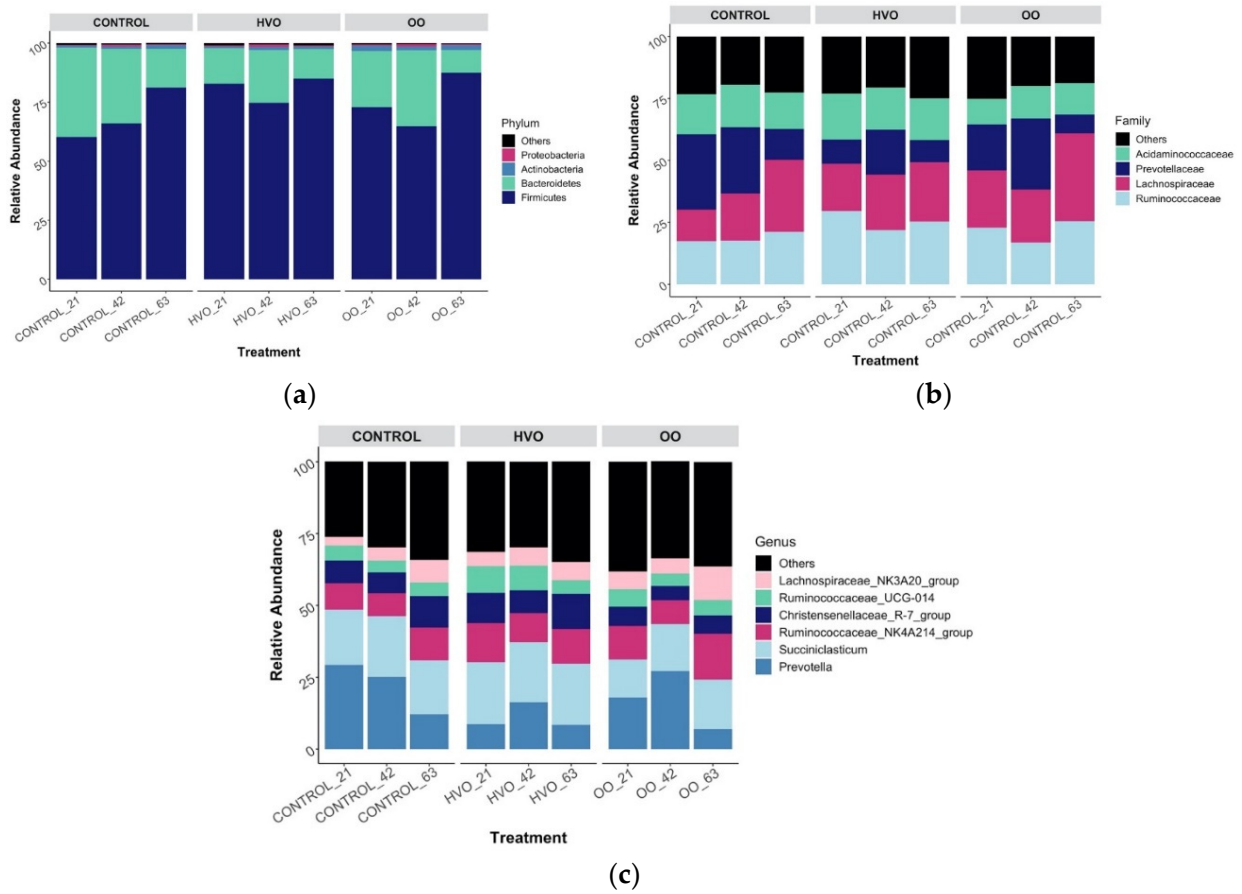 CONTROL HVO OO
Relative Abundance
100
75
50
25
0
Phylum
Others
Proteobacteria
Actinobacteria
Bacteroidetes
Firmicutes
CONTROL_21 CONTROL_42 CONTROL_63 HVO_21 HVO_42 HVO_63 OO_21 OO_42 OO_63
Treatment
(a)
CONTROL HVO OO
Relative Abundance
100
75
50
25
0
Family
Others
Acidaminococcaceae
Prevotellaceae
Lachnospiraceae
Ruminococcaceae
CONTROL_21 CONTROL_42 CONTROL_63 CONTROL_21 CONTROL_42 CONTROL_63 CONTROL_21 CONTROL_42 CONTROL_63
Treatment
(b)
CONTROL HVO OO
Relative Abundance
100
75
50
25
0
Genus
Others
Lachnospiraceae_NK3A20_group
Ruminococcaceae_UCG-014
Christensenellaceae_R-7_group
Ruminococcaceae_NK4A214_group
Succiniclasticum
Prevotella
CONTROL_21 CONTROL_42 CONTROL_63 HVO_21 HVO_42 HVO_63 OO_21 OO_42 OO_63
Treatment
(c)